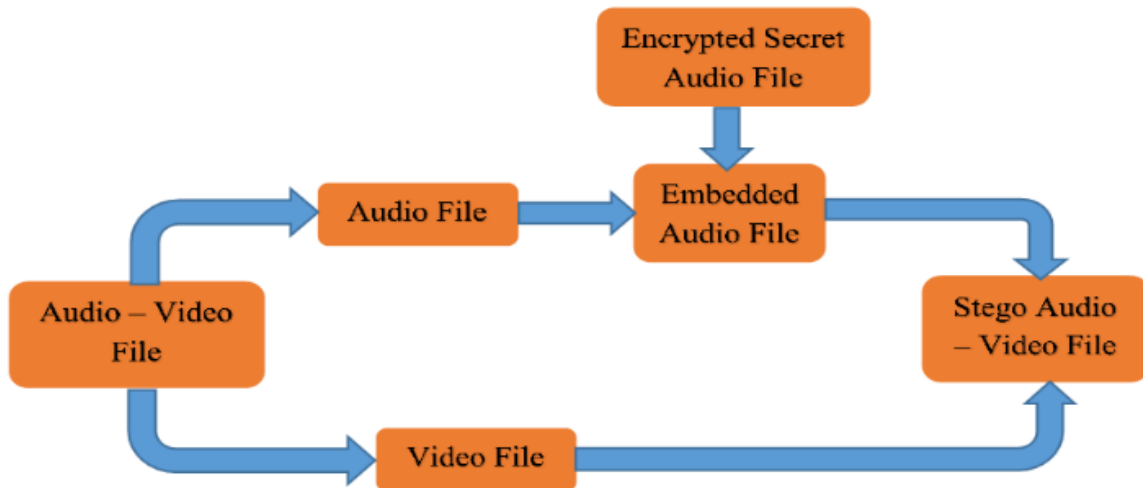 Encrypted Secret
Audio File
Audio File
Embedded
Audio File
Audio – Video
File
Stego Audio
– Video File
Video File